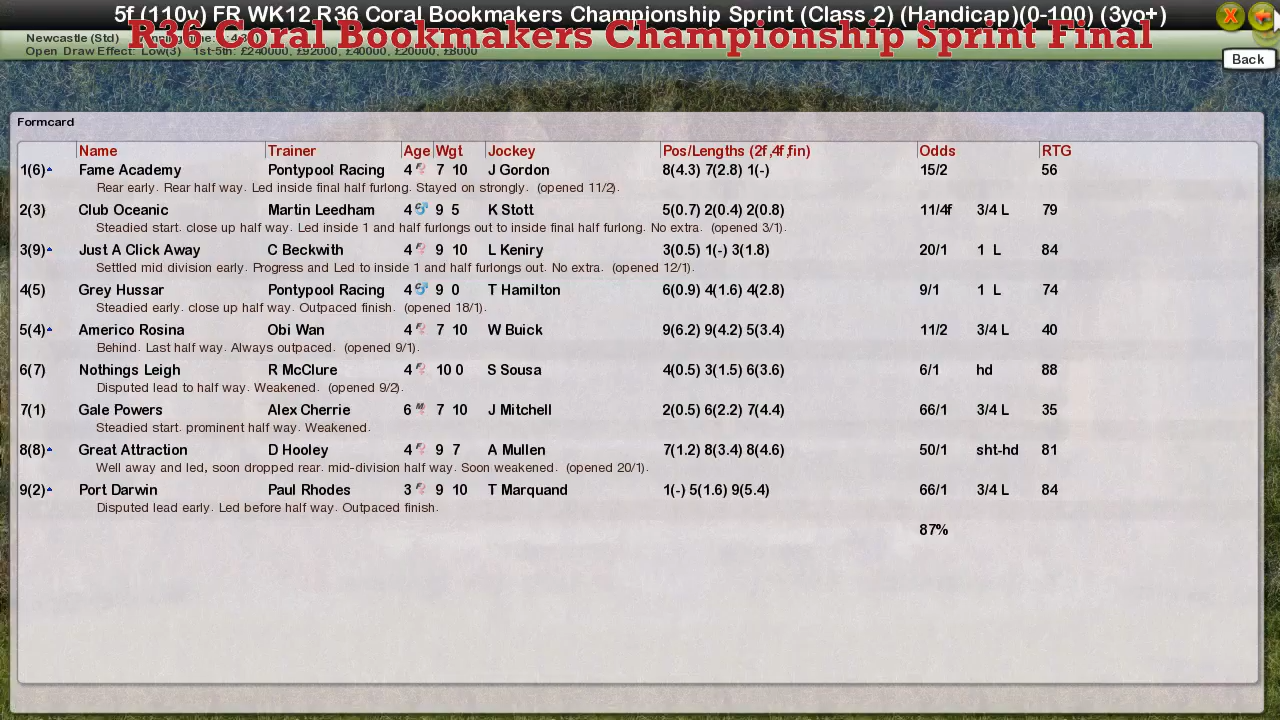 5f (110y) FR WK12 R36 Coral Bookmakers Championship Sprint (Class 2) (Handicap)(0-100) (3yo+)
R36 Coral Bookmakers Championship Sprint Final
Newcastle (Std)
Open Draw Effect: Low(3) 1st-5th: £240000, £92000, £40000, £20000, £8000
X
Back
Formcard
Name Trainer Age Wgt Jockey Pos/Lengths (2f,4f,fin) Odds RTG
1(6) Fame Academy Pontypool Racing 4 7 10 J Gordon 8(4.3) 7(2.8) 1(-) 15/2 56
Rear early. Rear half way. Led inside final half furlong. Stayed on strongly. (opened 11/2).
2(3) Club Oceanic Martin Leedham 4 9 5 K Stott 5(0.7) 2(0.4) 2(0.8) 11/4f 3/4 L 79
Steadied start. close up half way. Led inside 1 and half furlongs out to inside final half furlong. No extra. (opened 3/1).
3(9) Just A Click Away C Beckwith 4 9 10 L Keniry 3(0.5) 1(-) 3(1.8) 20/1 1 L 84
Settled mid division early. Progress and Led to inside 1 and half furlongs out. No extra. (opened 12/1).
4(5) Grey Hussar Pontypool Racing 4 9 0 T Hamilton 6(0.9) 4(1.6) 4(2.8) 9/1 1 L 74
Steadied early. close up half way. Outpaced finish. (opened 18/1).
5(4) Americo Rosina Obi Wan 4 7 10 W Buick 9(6.2) 9(4.2) 5(3.4) 11/2 3/4 L 40
Behind. Last half way. Always outpaced. (opened 9/1).
6(7) Nothings Leigh R McClure 4 10 0 S Sousa 4(0.5) 3(1.5) 6(3.6) 6/1 hd 88
Disputed lead to half way. Weakened. (opened 9/2).
7(1) Gale Powers Alex Cherrie 6 7 10 J Mitchell 2(0.5) 6(2.2) 7(4.4) 66/1 3/4 L 35
Steadied start. prominent half way. Weakened.
8(8) Great Attraction D Hooley 4 9 7 A Mullen 7(1.2) 8(3.4) 8(4.6) 50/1 sht-hd 81
Well away and led, soon dropped rear. mid-division half way. Soon weakened. (opened 20/1).
9(2) Port Darwin Paul Rhodes 3 9 10 T Marquand 1(-) 5(1.6) 9(5.4) 66/1 3/4 L 84
Disputed lead early. Led before half way. Outpaced finish.
87%